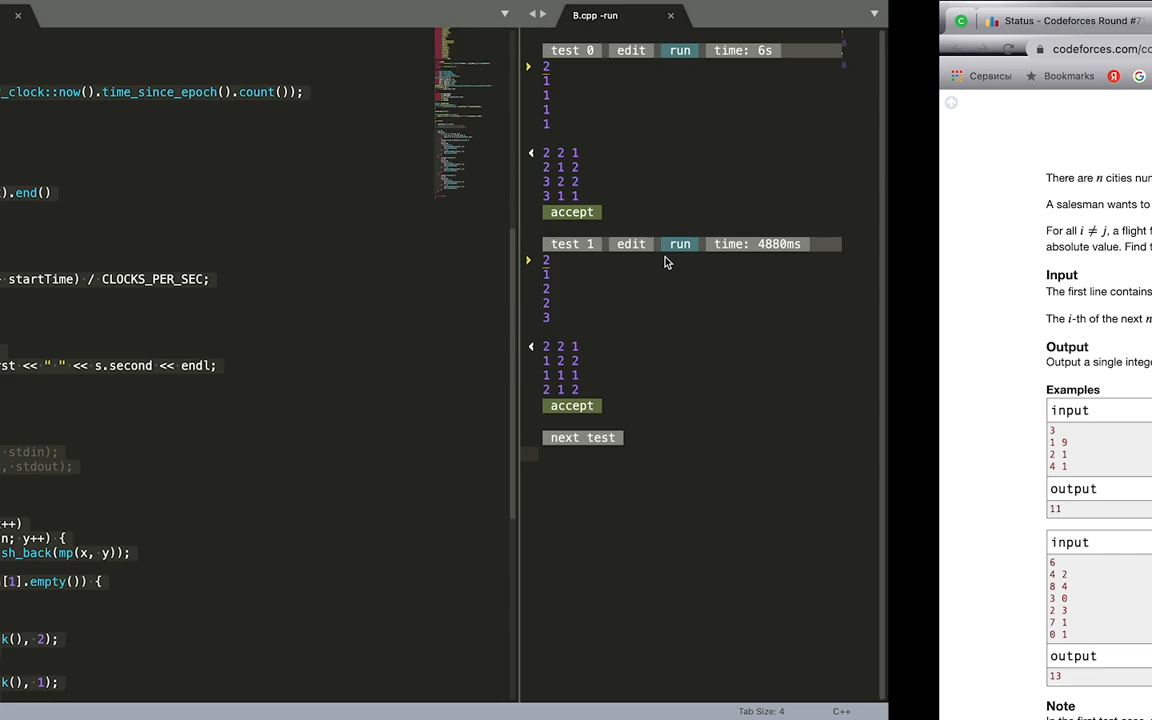 B.cpp -run
_clock::now().time_since_epoch().count());
).end()
startTime) / CLOCKS_PER_SEC;
rst << " " << s.second << endl;
stdin);
, stdout);
++)
n; y++) {
sh_back(mp(x, y));
[1].empty()) {
k(), 2);
k(), 1);
test 0 edit run time: 6s
2
1
1
1
1
2 2 1
2 1 2
3 2 2
3 1 1
accept
test 1 edit run time: 4880ms
2
1
2
2
3
2 2 1
1 2 2
1 1 1
2 1 2
accept
next test
Tab Size: 4 C++
Status - Codeforces Round #7
codeforces.com/co
Сервисы Bookmarks
There are n cities num
A salesman wants to
For all i ≠ j, a flight f
absolute value. Find t
Input
The first line contains
The i-th of the next n
Output
Output a single intege
Examples
input
3
1 9
2 1
4 1
output
11
input
6
4 2
8 4
3 0
2 3
7 1
0 1
output
13
Note